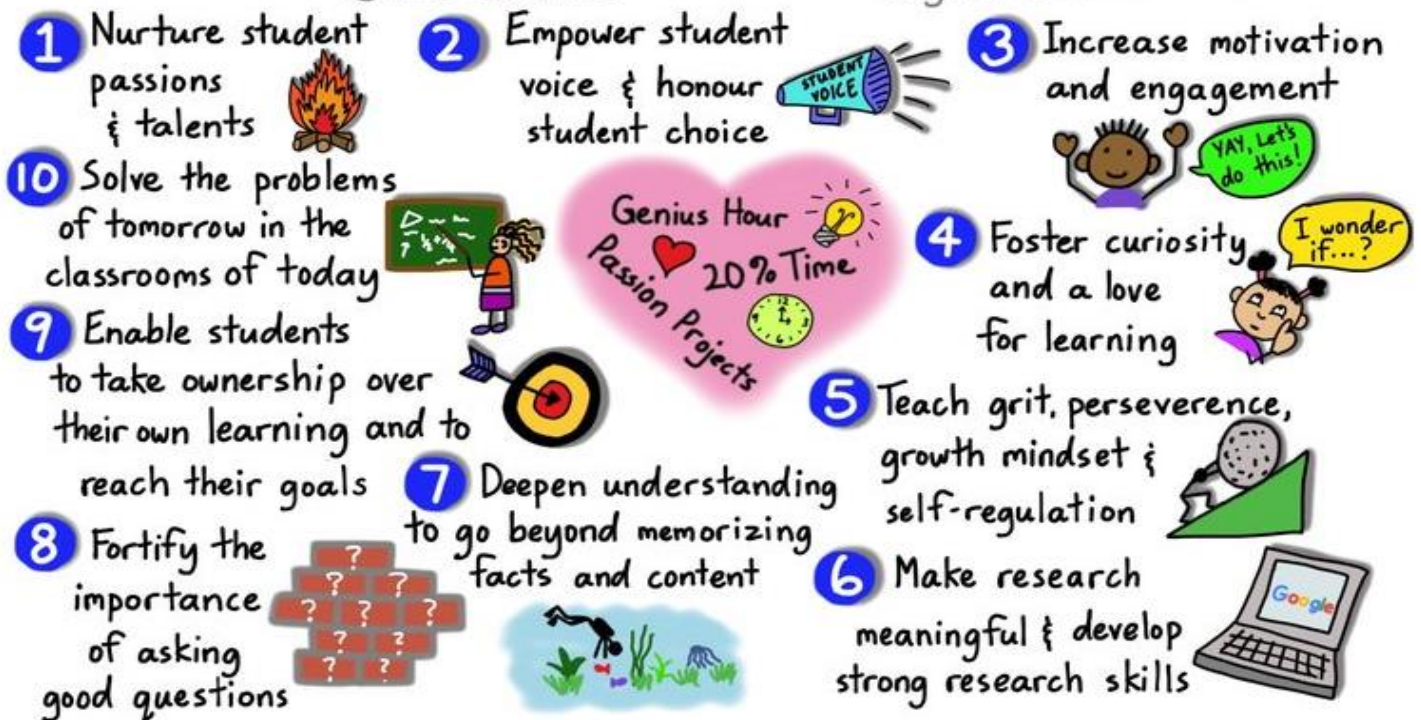 1 Nurture student
passions
& talents
2 Empower student
voice & honour
student choice
STUDENT
VOICE
3 Increase motivation
and engagement
YAY, Let's
do this!
Genius Hour
20% Time
Passion Projects
12
3
6
9
4 Foster curiosity
and a love
for learning
I wonder
if...?
5 Teach grit, perseverence,
growth mindset &
self-regulation
6 Make research
meaningful & develop
strong research skills
Google
7 Deepen understanding
to go beyond memorizing
facts and content
8 Fortify the
importance
of asking
good questions
?
? ?
? ? ?
? ?
? ?
9 Enable students
to take ownership over
their own learning and to
reach their goals
10 Solve the problems
of tomorrow in the
classrooms of today